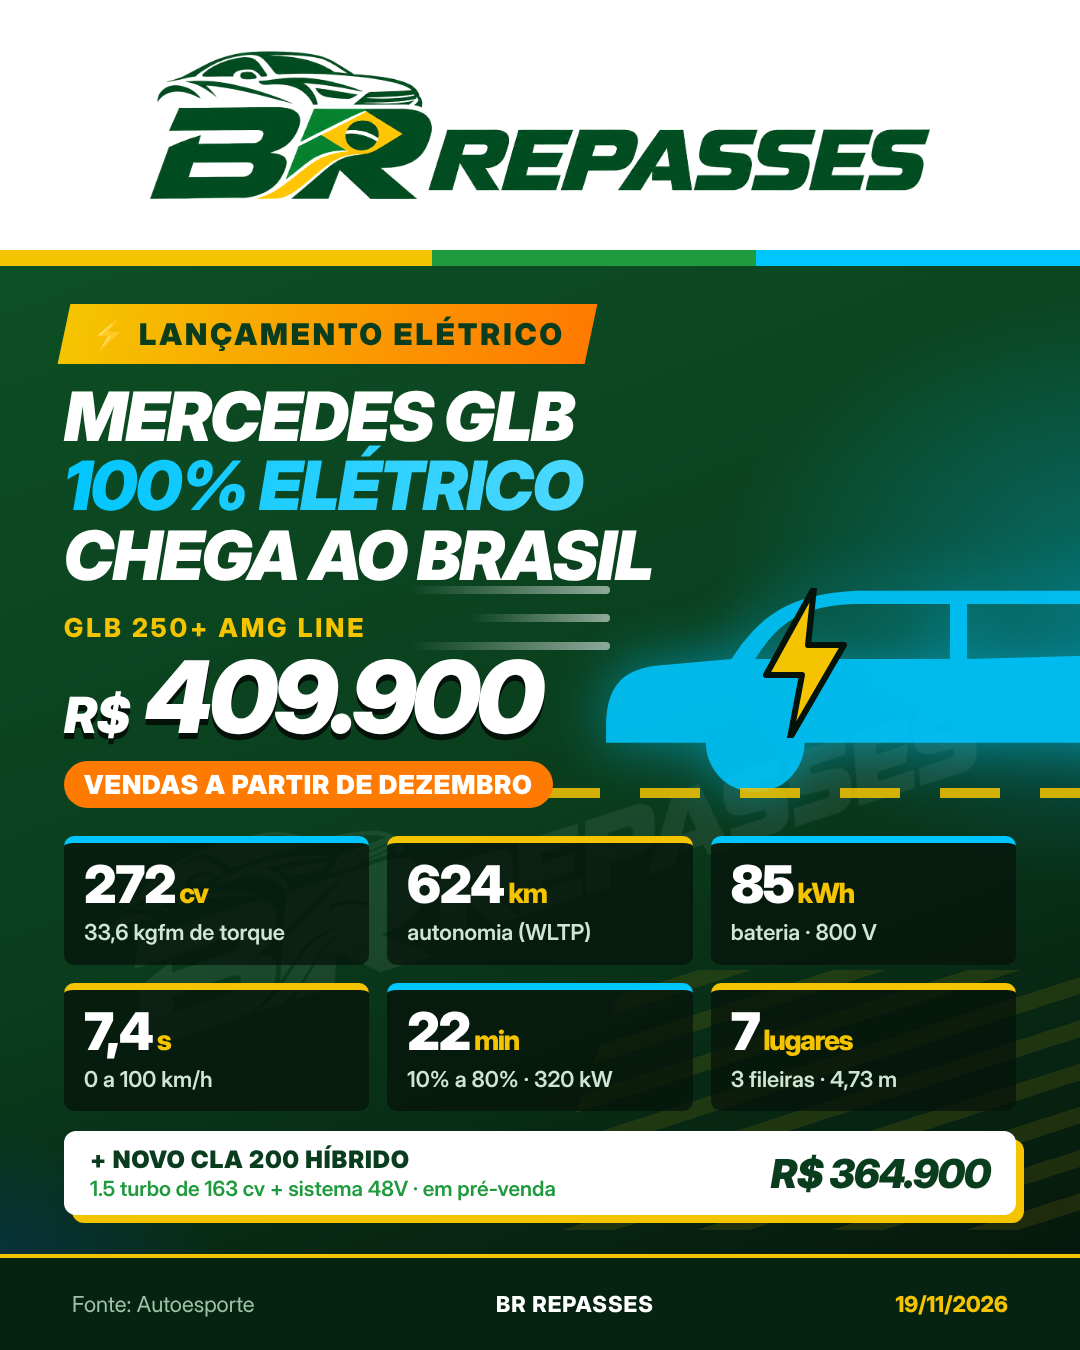 BR REPASSES
⚡ LANÇAMENTO ELÉTRICO
MERCEDES GLB
100% ELÉTRICO
CHEGA AO BRASIL
GLB 250+ AMG LINE
R$ 409.900
VENDAS A PARTIR DE DEZEMBRO
BR REPASSES
272 cv
33,6 kgfm de torque
624 km
autonomia (WLTP)
85 kWh
bateria · 800 V
7,4 s
0 a 100 km/h
22 min
10% a 80% · 320 kW
7 lugares
3 fileiras · 4,73 m
+ NOVO CLA 200 HÍBRIDO
1.5 turbo de 163 cv + sistema 48V · em pré-venda
R$ 364.900
Fonte: Autoesporte
BR REPASSES
19/11/2026